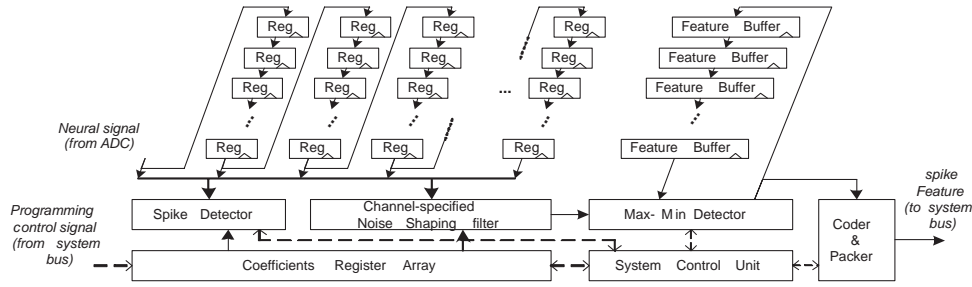 Reg Reg Reg Reg Feature Buffer
Reg Reg Reg Reg Feature Buffer
Reg Reg Reg ... Reg Feature Buffer
Neural signal
(from ADC)
Reg Reg Reg Reg Feature Buffer
Programming
control signal
(from system
bus)
Spike Detector
Channel-specified
Noise Shaping filter
Max- Min Detector
Coder
&
Packer
spike
Feature
(to system
bus)
Coefficients Register Array
System Control Unit